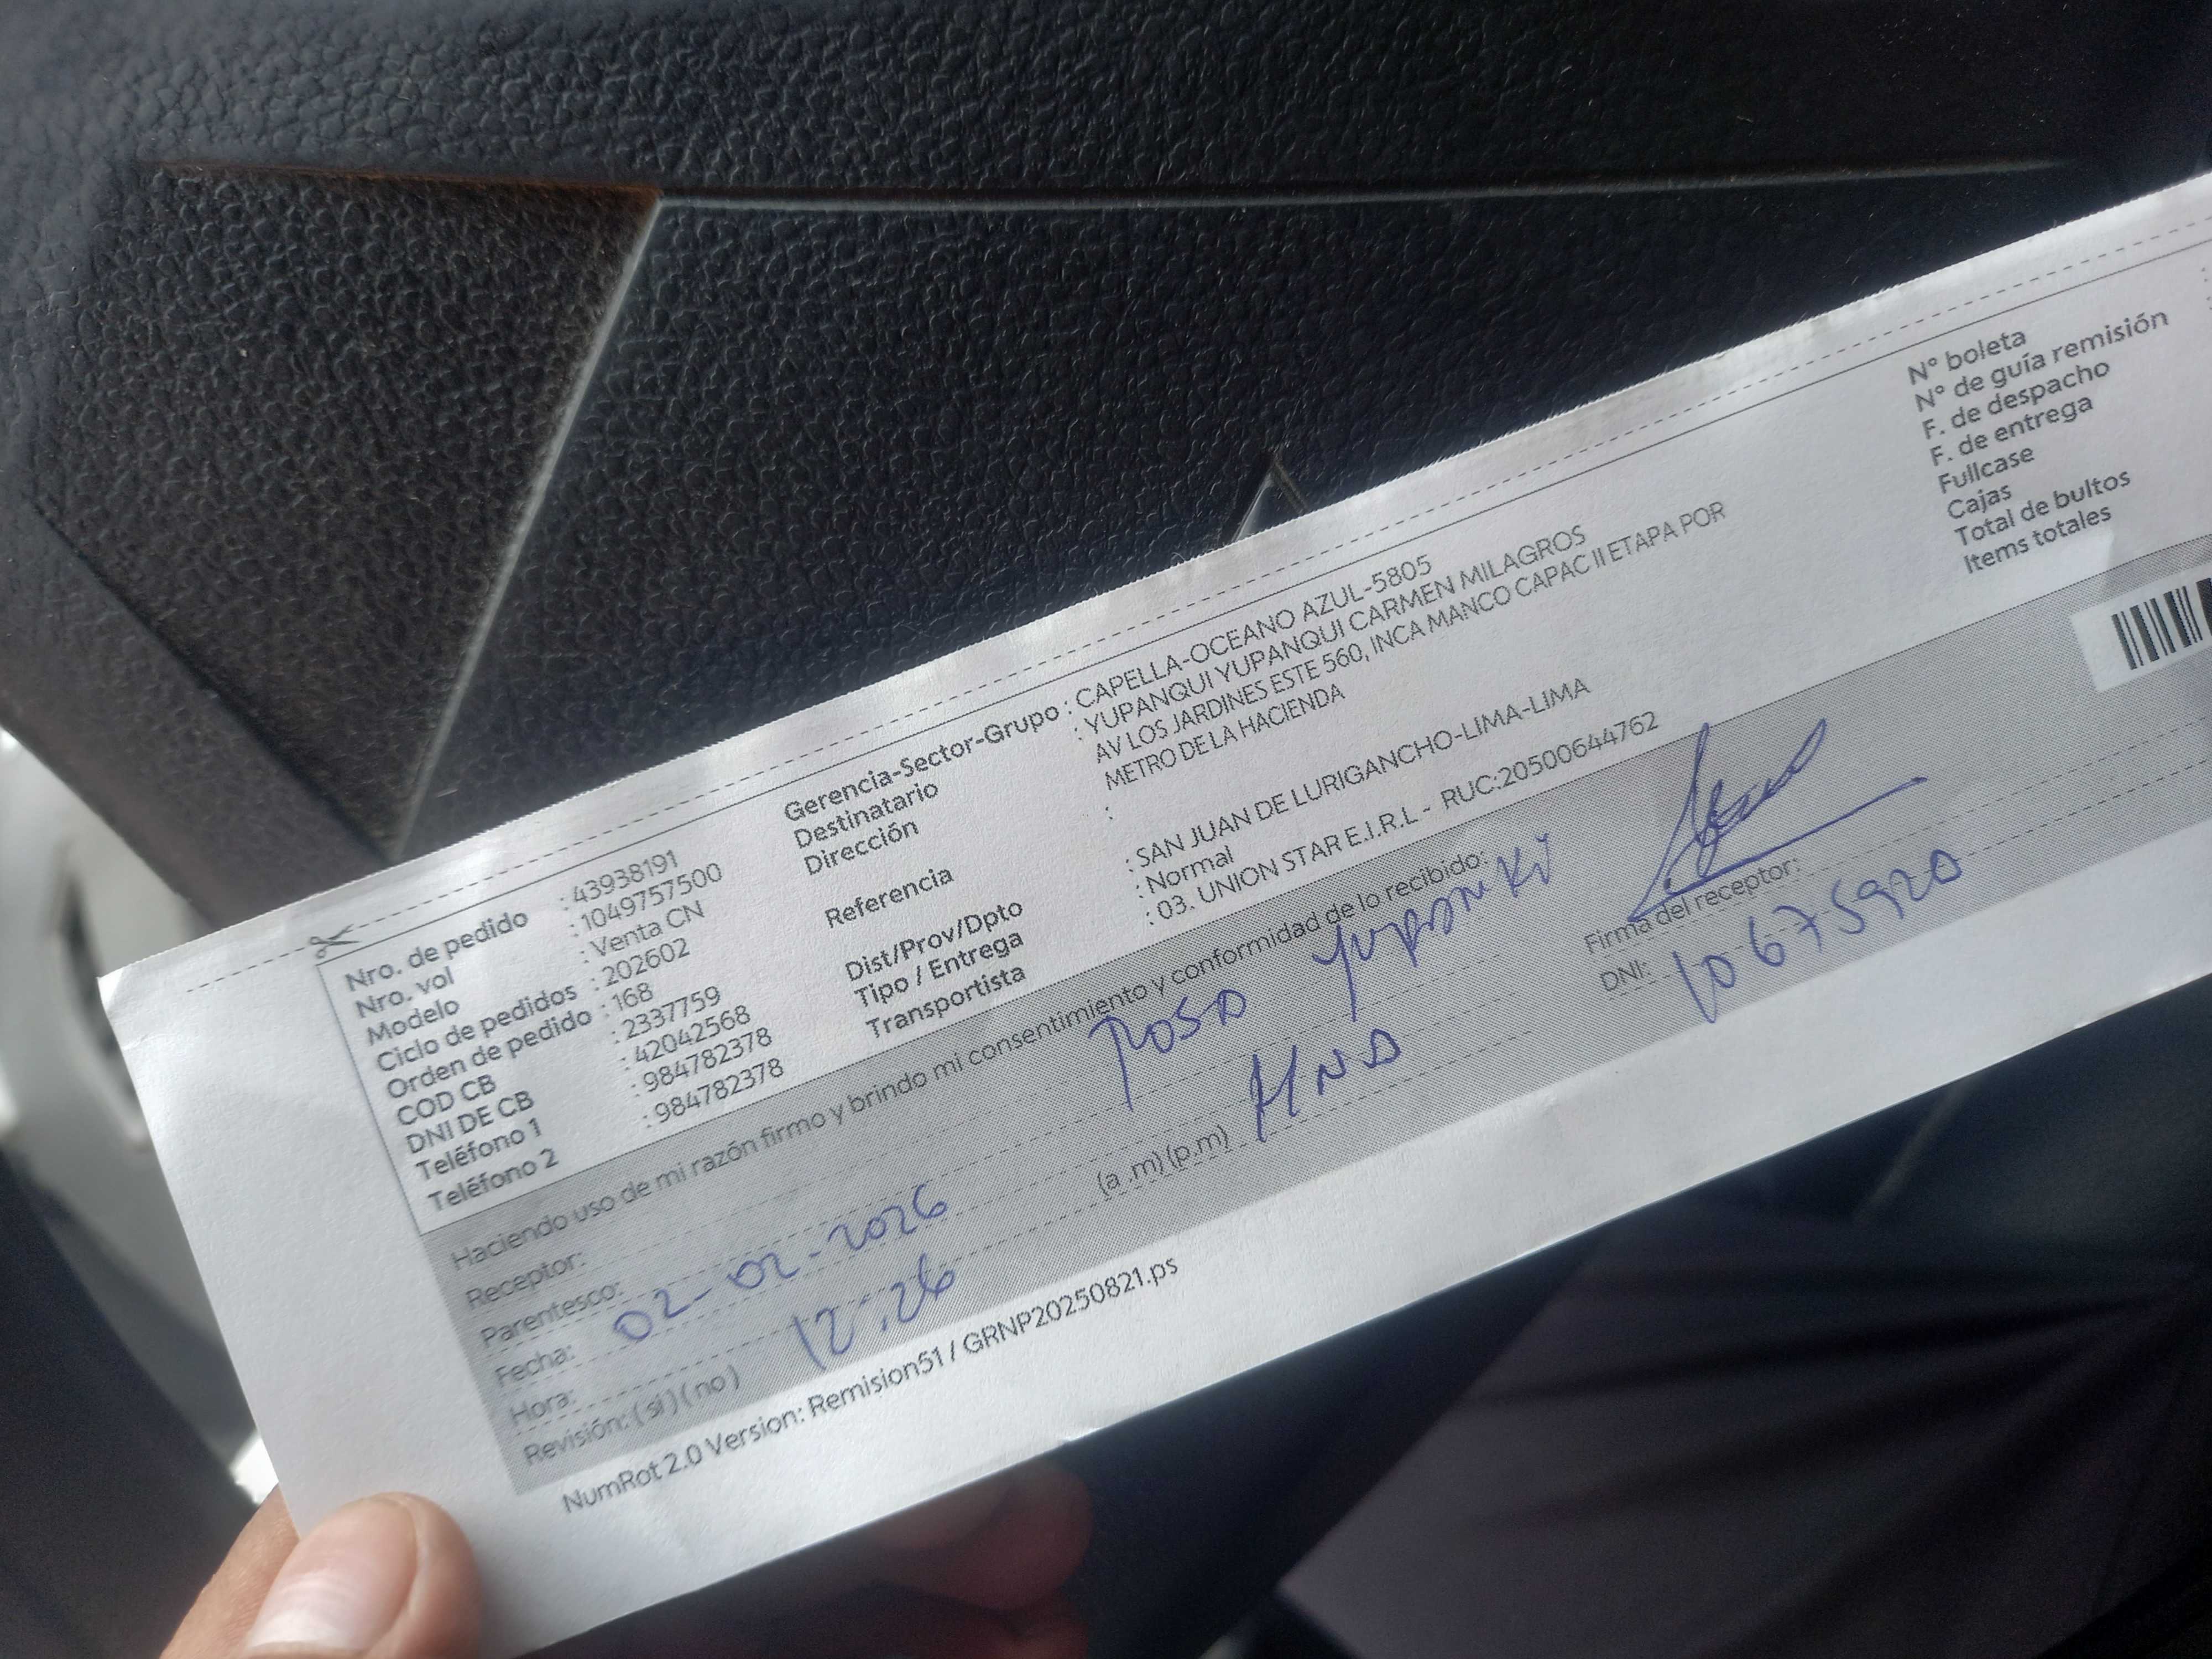 Nro. de pedido : 43938191
Nro. vol : 1049757500
Modelo : Venta CN
Ciclo de pedidos : 202602
Orden de pedido : 168
COD CB : 2337759
DNI DE CB : 42042568
Teléfono 1 : 984782378
Teléfono 2 : 984782378
Gerencia-Sector-Grupo : CAPELLA-OCEANO AZUL-5805
Destinatario : YUPANQUI YUPANQUI CARMEN MILAGROS
Dirección AV LOS JARDINES ESTE 560, INCA MANCO CAPAC II ETAPA POR
METRO DE LA HACIENDA
Referencia :
Dist/Prov/Dpto : SAN JUAN DE LURIGANCHO-LIMA-LIMA
Tipo / Entrega : Normal
Transportista : 03. UNION STAR E.I.R.L - RUC:20500644762
N° boleta :
N° de guía remisión :
F. de despacho
F. de entrega
Fullcase
Cajas
Total de bultos
Items totales
Haciendo uso de mi razón firmo y brindo mi consentimiento y conformidad de lo recibido:
Receptor: ROSA YUPANKI
Parentesco: HNA
Fecha: 02-02-2026
Hora: 12:26 (a .m) (p.m)
Revisión: ( si ) ( no )
Firma del receptor:
DNI: 10675920
NumRot 2.0 Version: Remision51 / GRNP20250821.ps